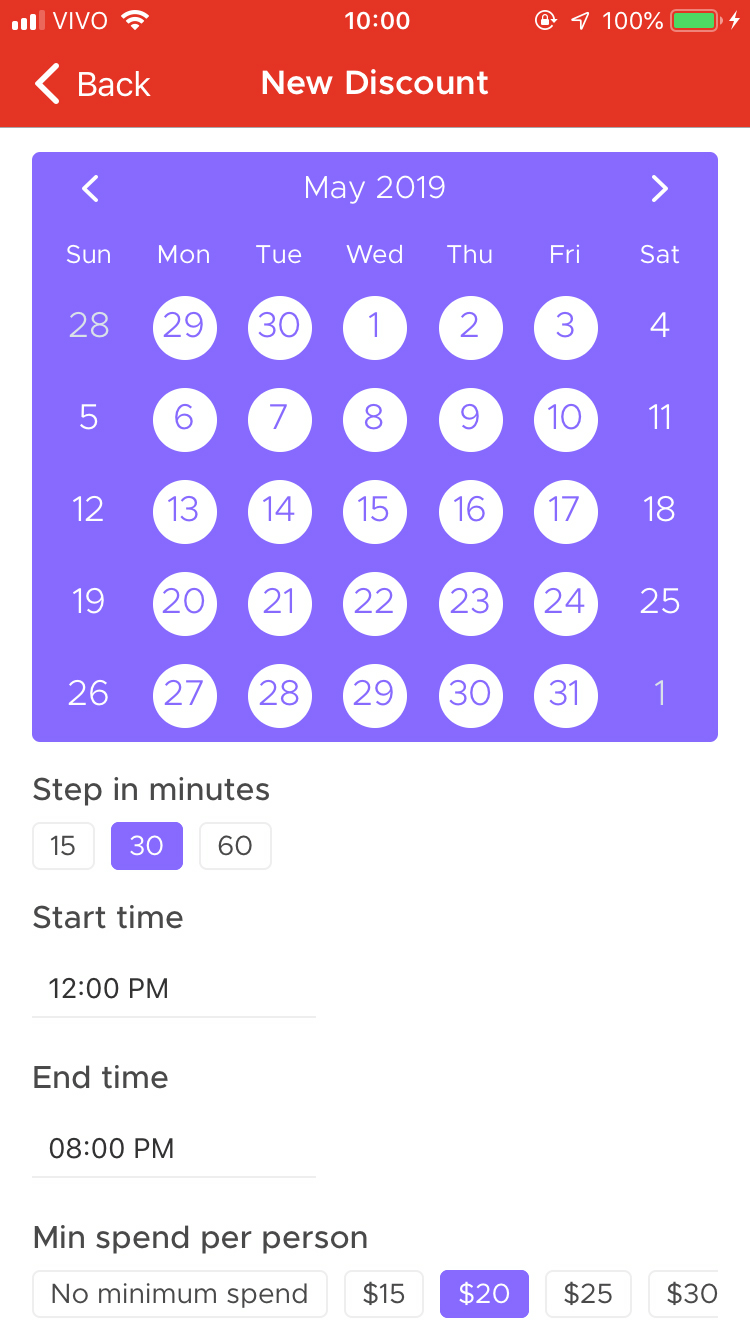 VIVO 10:00 100%
Back New Discount
May 2019
Sun Mon Tue Wed Thu Fri Sat
28 29 30 1 2 3 4
5 6 7 8 9 10 11
12 13 14 15 16 17 18
19 20 21 22 23 24 25
26 27 28 29 30 31 1
Step in minutes
15 30 60
Start time
12:00 PM
End time
08:00 PM
Min spend per person
No minimum spend $15 $20 $25 $30